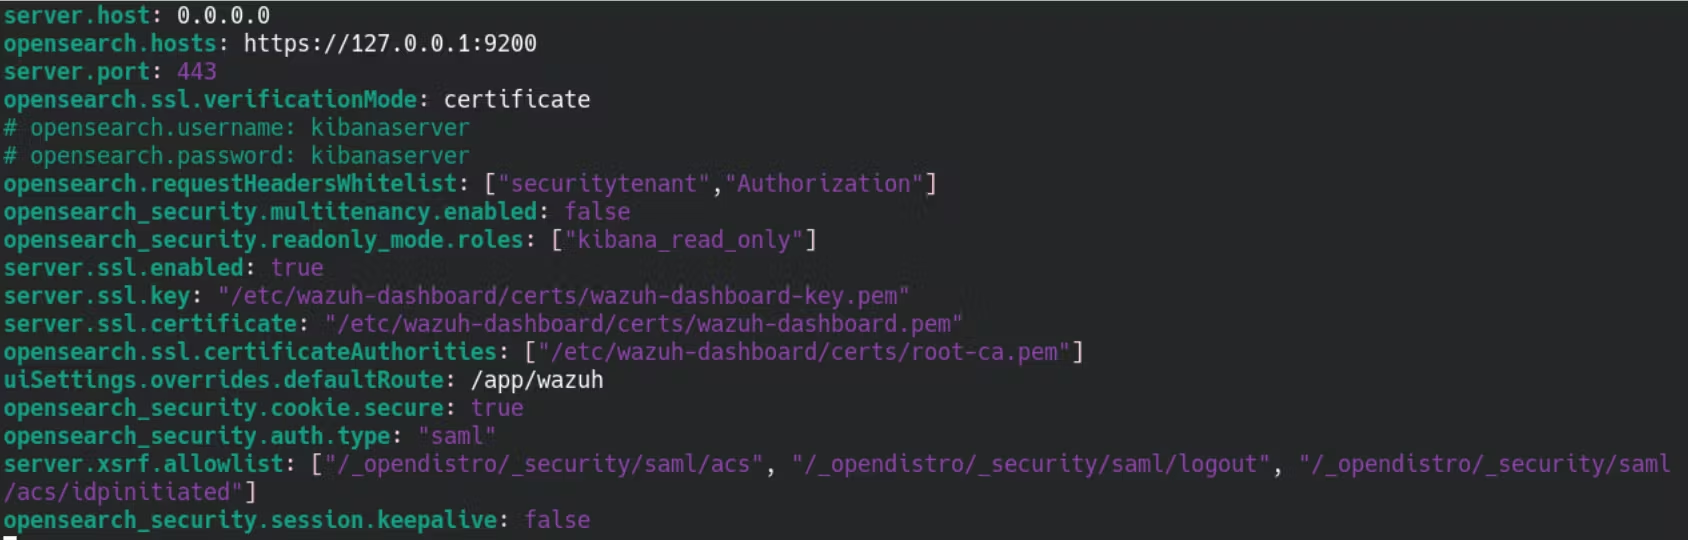 server.host: 0.0.0.0
opensearch.hosts: https://127.0.0.1:9200
server.port: 443
opensearch.ssl.verificationMode: certificate
# opensearch.username: kibanaserver
# opensearch.password: kibanaserver
opensearch.requestHeadersWhitelist: ["securitytenant","Authorization"]
opensearch_security.multitenancy.enabled: false
opensearch_security.readonly_mode.roles: ["kibana_read_only"]
server.ssl.enabled: true
server.ssl.key: "/etc/wazuh-dashboard/certs/wazuh-dashboard-key.pem"
server.ssl.certificate: "/etc/wazuh-dashboard/certs/wazuh-dashboard.pem"
opensearch.ssl.certificateAuthorities: ["/etc/wazuh-dashboard/certs/root-ca.pem"]
uiSettings.overrides.defaultRoute: /app/wazuh
opensearch_security.cookie.secure: true
opensearch_security.auth.type: "saml"
server.xsrf.allowlist: ["/_opendistro/_security/saml/acs", "/_opendistro/_security/saml/logout", "/_opendistro/_security/saml
/acs/idpinitiated"]
opensearch_security.session.keepalive: false